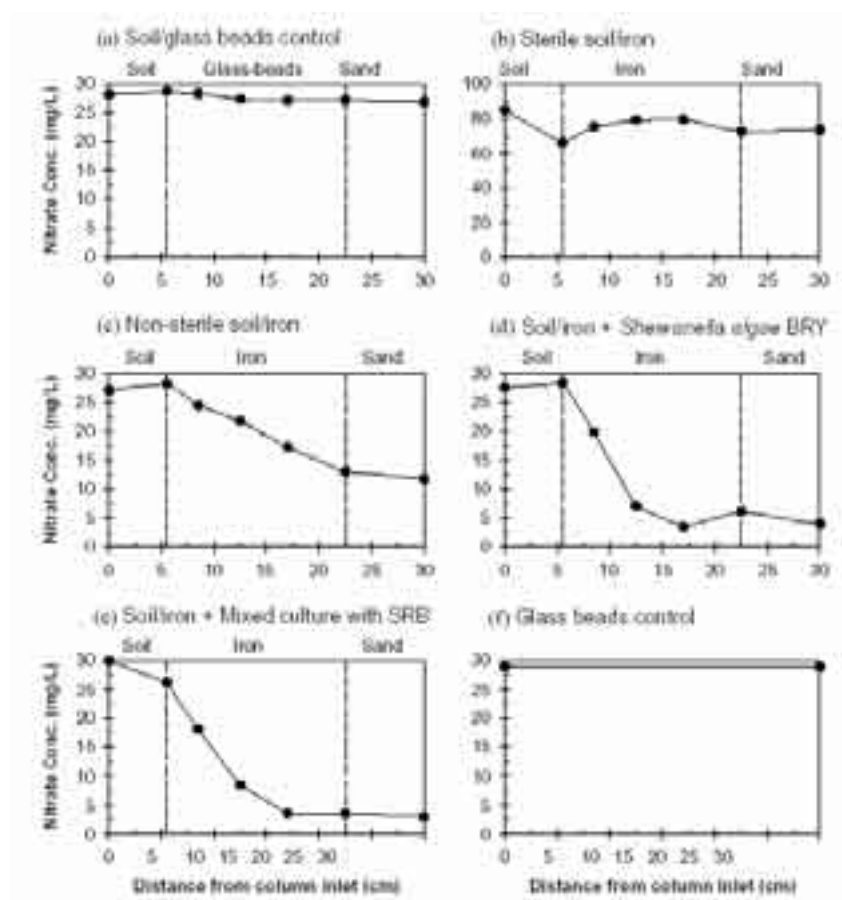 (a) Soil/glass beads control
Soil Glass-beads Sand
Nitrate Conc. (mg/L)
30
25
20
15
10
5
0
0 5 10 15 20 25 30
(b) Sterile soil/iron
Soil Iron Sand
100
80
60
40
20
0
0 5 10 15 20 25 30
(c) Non-sterile soil/iron
Soil Iron Sand
Nitrate Conc. (mg/L)
30
25
20
15
10
5
0
0 5 10 15 20 25 30
(d) Soil/iron + Shewanella algae BRY
Soil Iron Sand
30
25
20
15
10
5
0
0 5 10 15 20 25 30
(e) Soil/iron + Mixed culture with SRB
Soil Iron Sand
Nitrate Conc. (mg/L)
30
25
20
15
10
5
0
0 5 10 15 20 25 30
Distance from column inlet (cm)
(f) Glass beads control
30
25
20
15
10
5
0
0 5 10 15 20 25 30
Distance from column inlet (cm)